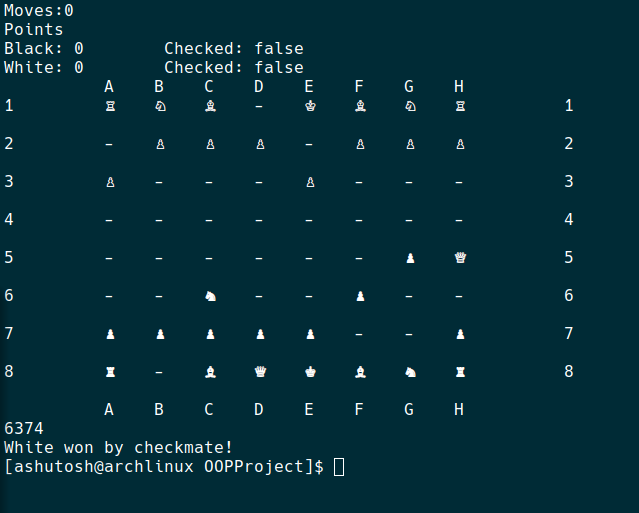 Moves:0
Points
Black: 0 Checked: false
White: 0 Checked: false
A B C D E F G H
1 ♖ ♘ ♗ – ♔ ♗ ♘ ♖ 1
2 – ♙ ♙ ♙ – ♙ ♙ ♙ 2
3 ♙ – – – ♙ – – – 3
4 – – – – – – – – 4
5 – – – – – – ♟ ♕ 5
6 – – ♞ – – ♟ – – 6
7 ♟ ♟ ♟ ♟ ♟ – – ♟ 7
8 ♜ – ♝ ♛ ♚ ♝ ♞ ♜ 8
A B C D E F G H
6374
White won by checkmate!
[ashutosh@archlinux OOPProject]$